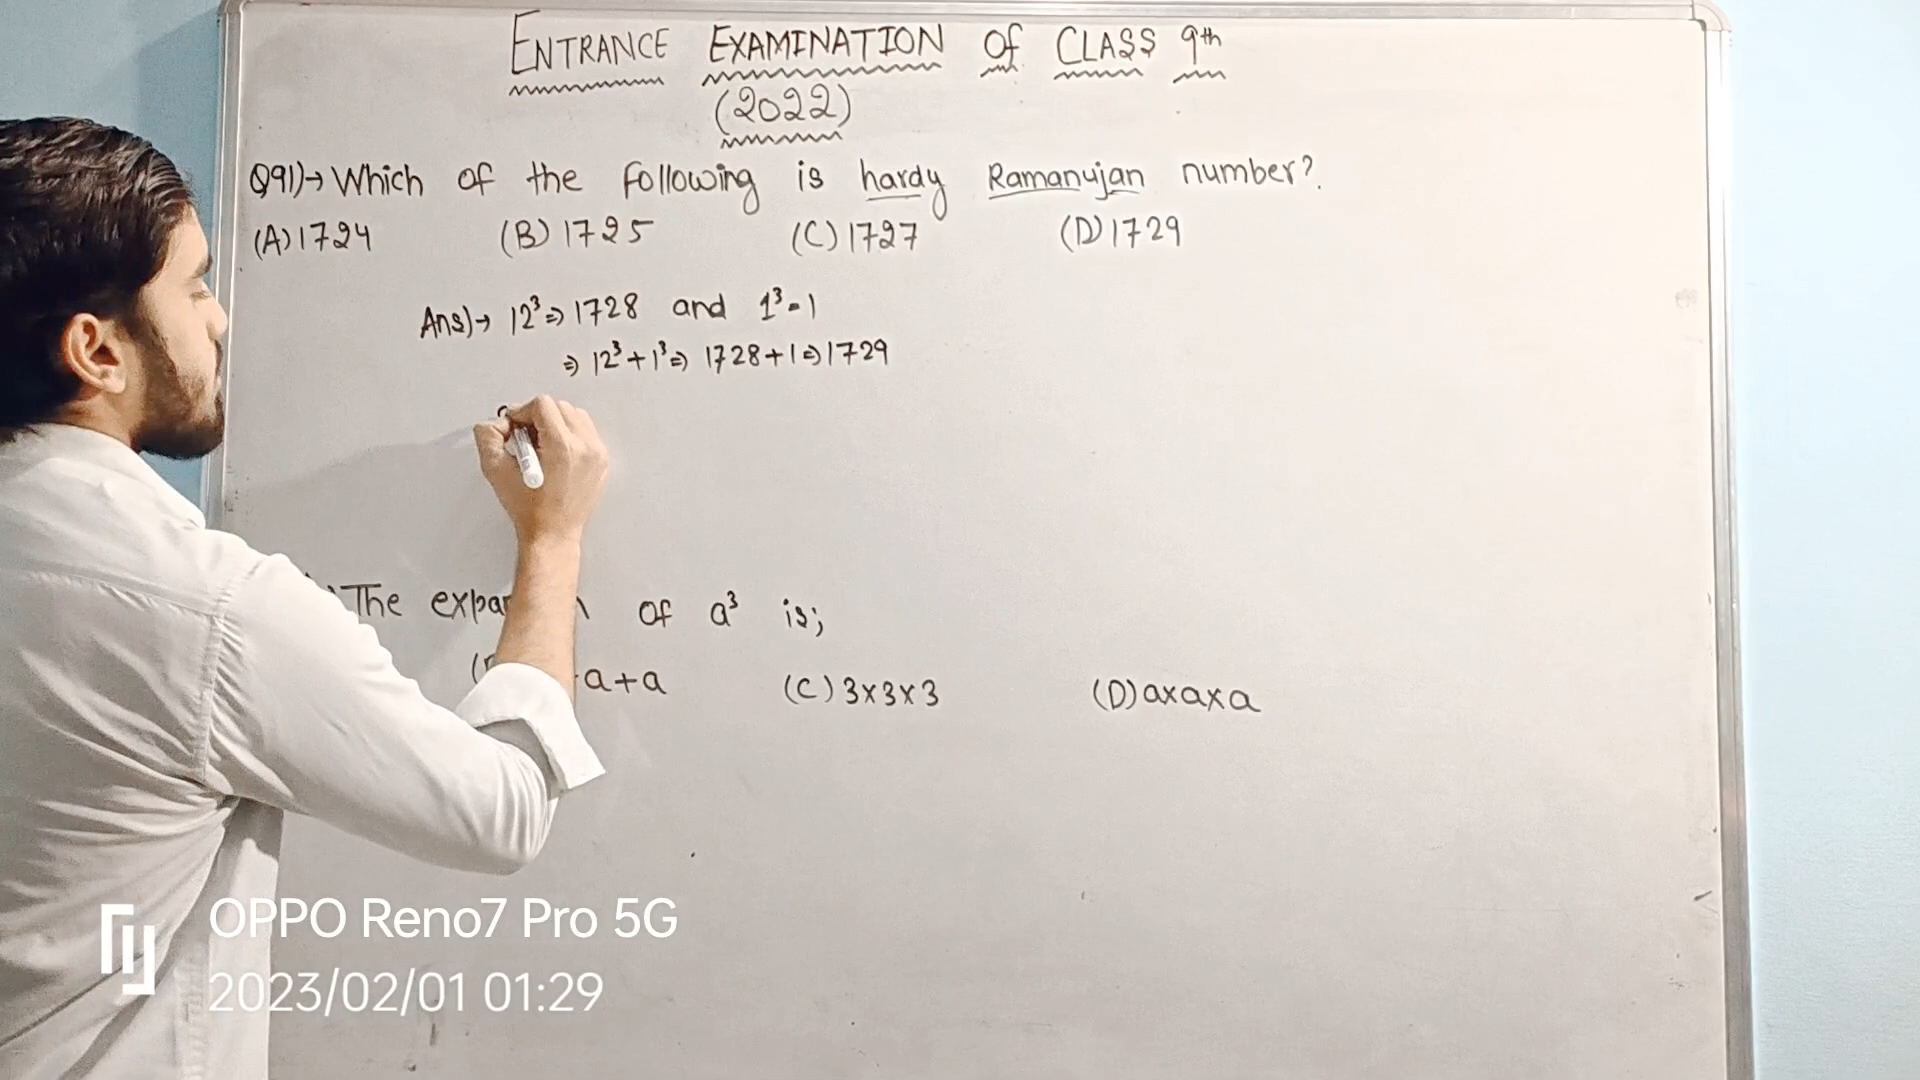 ENTRANCE EXAMINATION Of CLASS 9th
(2022)
Q91)→ Which of the following is hardy Ramanujan number?.
(A) 1724 (B) 1725 (C) 1727 (D) 1729
Ans)→ 12³ ⇒ 1728 and 1³ = 1
⇒ 12³ + 1³ ⇒ 1728 + 1 ⇒ 1729
The of a³ is;
a+a (C) 3x3x3 (D) axaxa
OPPO Reno7 Pro 5G
2023/02/01 01:29